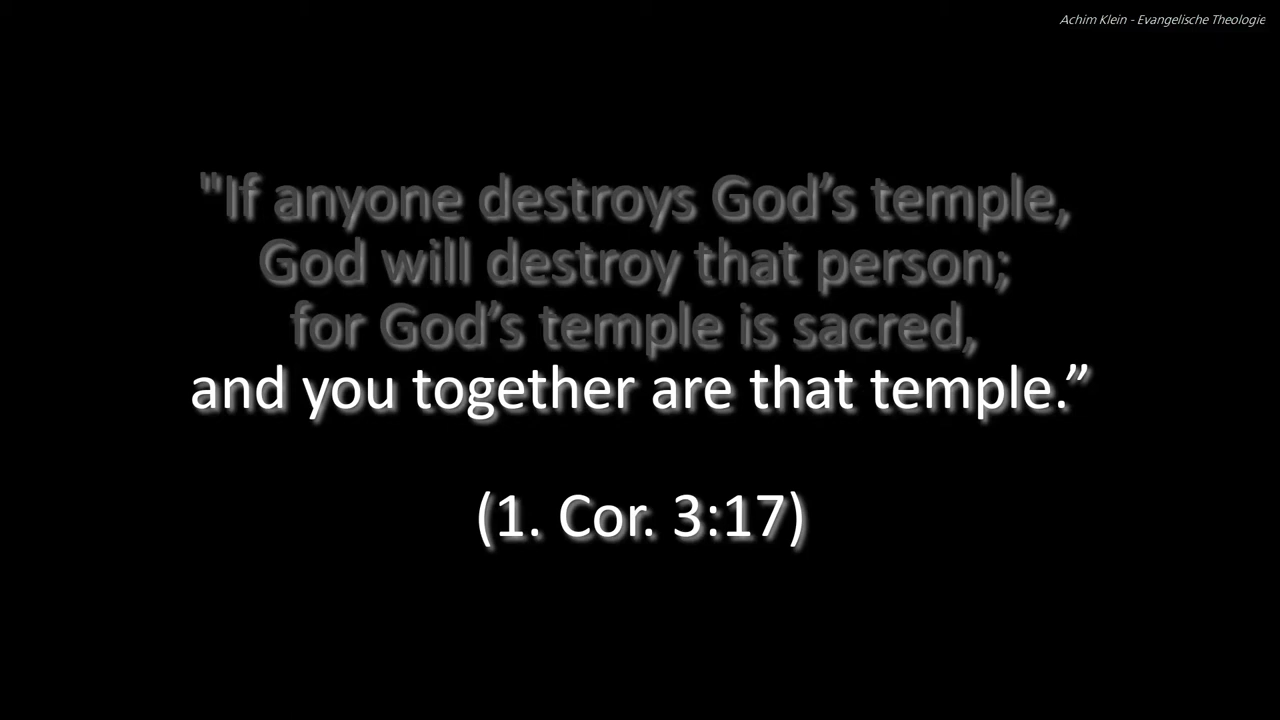 Achim Klein - Evangelische Theologie
"If anyone destroys God’s temple,
God will destroy that person;
for God’s temple is sacred,
and you together are that temple.”
(1. Cor. 3:17)